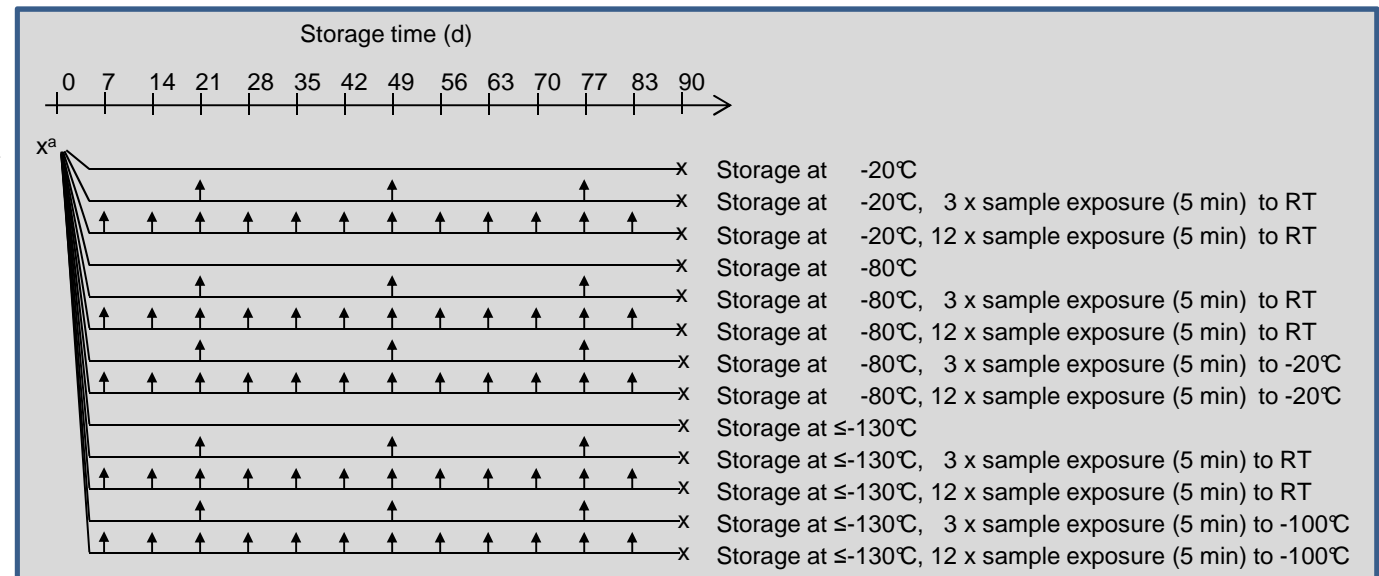 Storage time (d)
0 7 14 21 28 35 42 49 56 63 70 77 83 90
xᵃ
x Storage at -20℃
x Storage at -20℃, 3 x sample exposure (5 min) to RT
x Storage at -20℃, 12 x sample exposure (5 min) to RT
x Storage at -80℃
x Storage at -80℃, 3 x sample exposure (5 min) to RT
x Storage at -80℃, 12 x sample exposure (5 min) to RT
x Storage at -80℃, 3 x sample exposure (5 min) to -20℃
x Storage at -80℃, 12 x sample exposure (5 min) to -20℃
x Storage at ≤-130℃
x Storage at ≤-130℃, 3 x sample exposure (5 min) to RT
x Storage at ≤-130℃, 12 x sample exposure (5 min) to RT
x Storage at ≤-130℃, 3 x sample exposure (5 min) to -100℃
x Storage at ≤-130℃, 12 x sample exposure (5 min) to -100℃